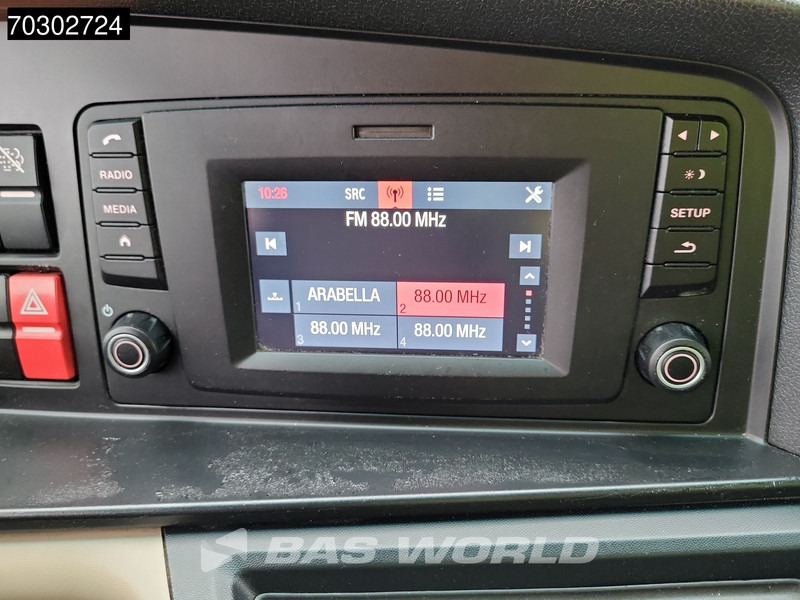 70302724
RADIO
MEDIA
SETUP
10:26 SRC
FM 88.00 MHz
1 ARABELLA
2 88.00 MHz
3 88.00 MHz
4 88.00 MHz
BAS WORLD